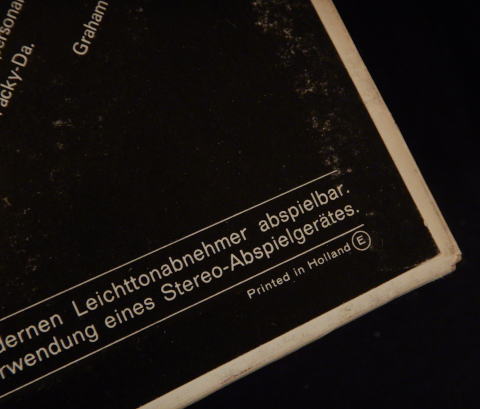 Graham
acky-Da.
dernen Leichttonabnehmer abspielbar.
rwendung eines Stereo-Abspielgerätes.
Printed in Holland E